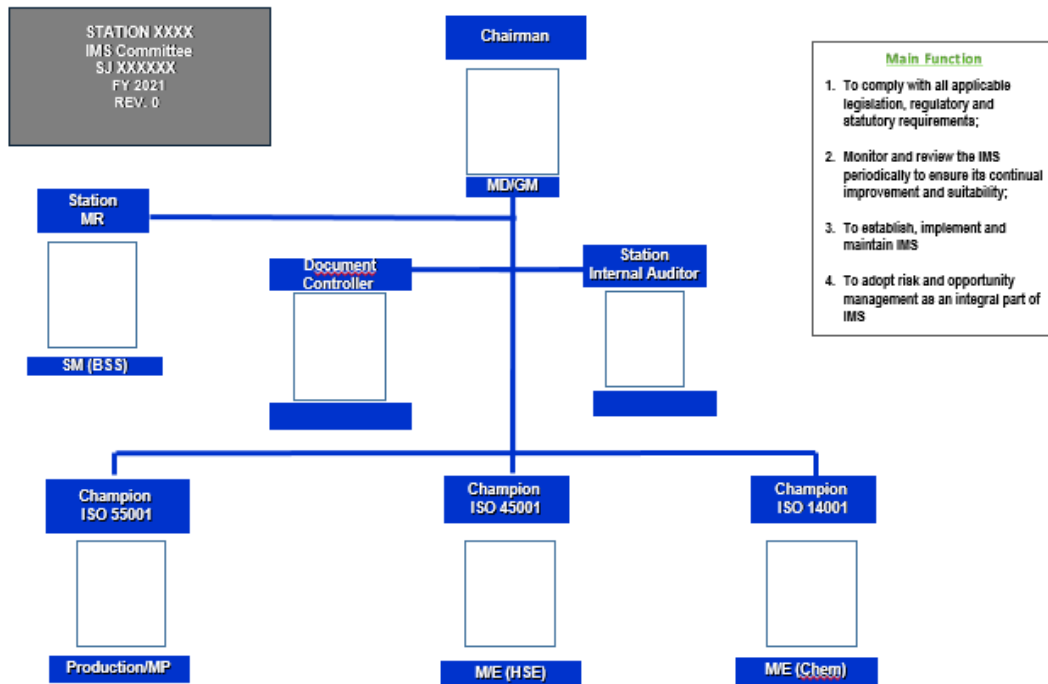 STATION XXXX
IMS Committee
SJ XXXXXX
FY 2021
REV. 0
Chairman
MD/GM
Main Function
1. To comply with all applicable
legislation, regulatory and
statutory requirements;
2. Monitor and review the IMS
periodically to ensure its continual
improvement and suitability;
3. To establish, implement and
maintain IMS
4. To adopt risk and opportunity
management as an integral part of
IMS
Station
MR
SM (BSS)
Document
Controller
Station
Internal Auditor
Champion
ISO 55001
Production/MP
Champion
ISO 45001
M/E (HSE)
Champion
ISO 14001
M/E (Chem)